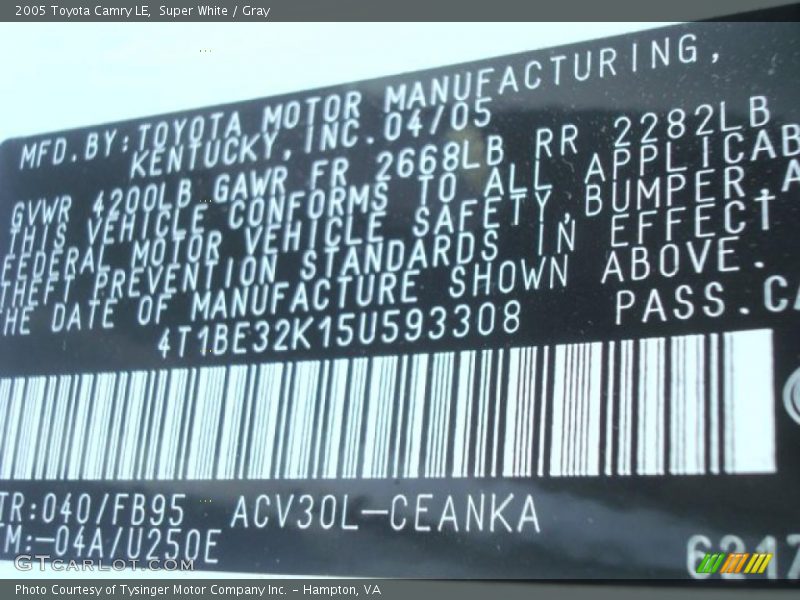 2005 Toyota Camry LE, Super White / Gray
MFD.BY:TOYOTA MOTOR MANUFACTURING,
KENTUCKY, INC. 04/05
GVWR 4200LB GAWR FR 2668LB RR 2282LB
THIS VEHICLE CONFORMS TO ALL APPLICAB
FEDERAL MOTOR VEHICLE SAFETY, BUMPER, A
THEFT PREVENTION STANDARDS IN EFFECT
HE DATE OF MANUFACTURE SHOWN ABOVE.
4T1BE32K15U593308 PASS.CA
TR:040/FB95 ACV30L-CEANKA
TM:-04A/U250E
6247
GTCARLOT.COM
Photo Courtesy of Tysinger Motor Company Inc. - Hampton, VA